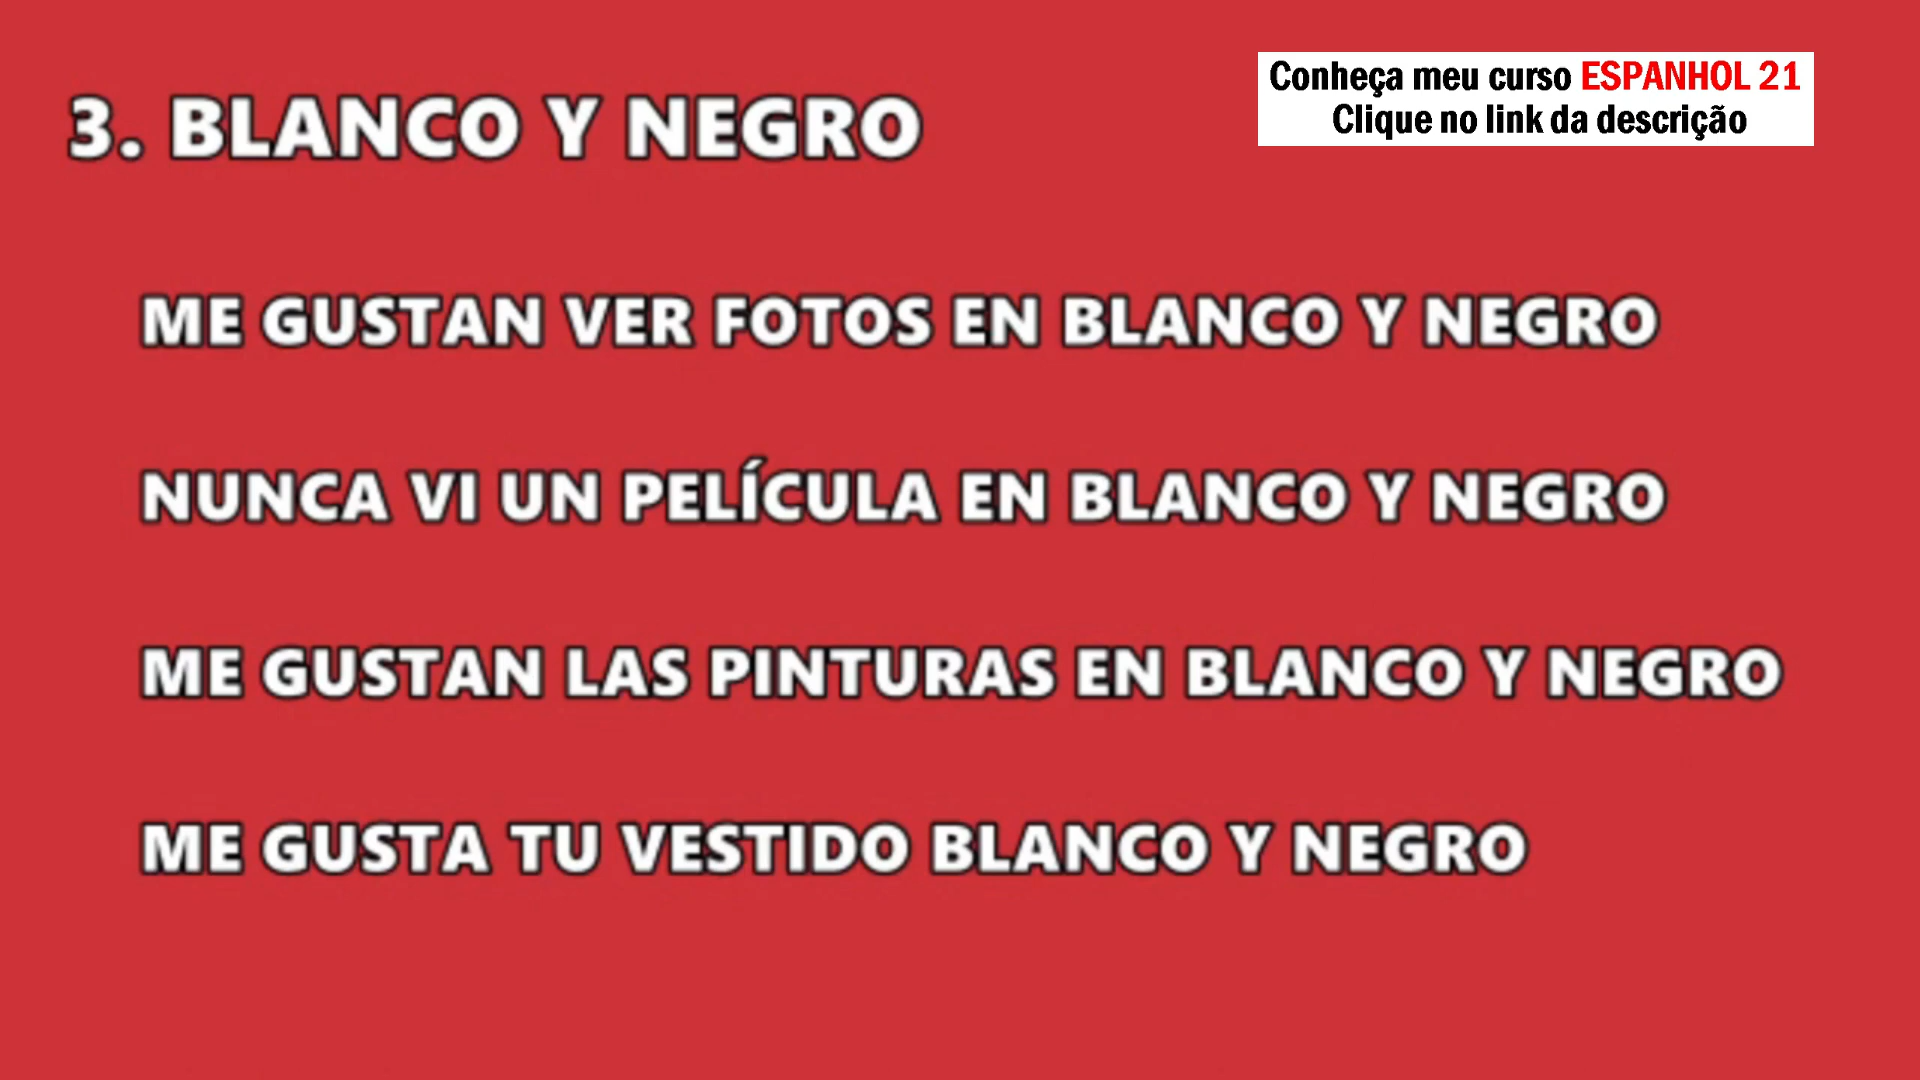 3. BLANCO Y NEGRO
Conheça meu curso ESPANHOL 21
Clique no link da descrição
ME GUSTAN VER FOTOS EN BLANCO Y NEGRO
NUNCA VI UN PELÍCULA EN BLANCO Y NEGRO
ME GUSTAN LAS PINTURAS EN BLANCO Y NEGRO
ME GUSTA TU VESTIDO BLANCO Y NEGRO